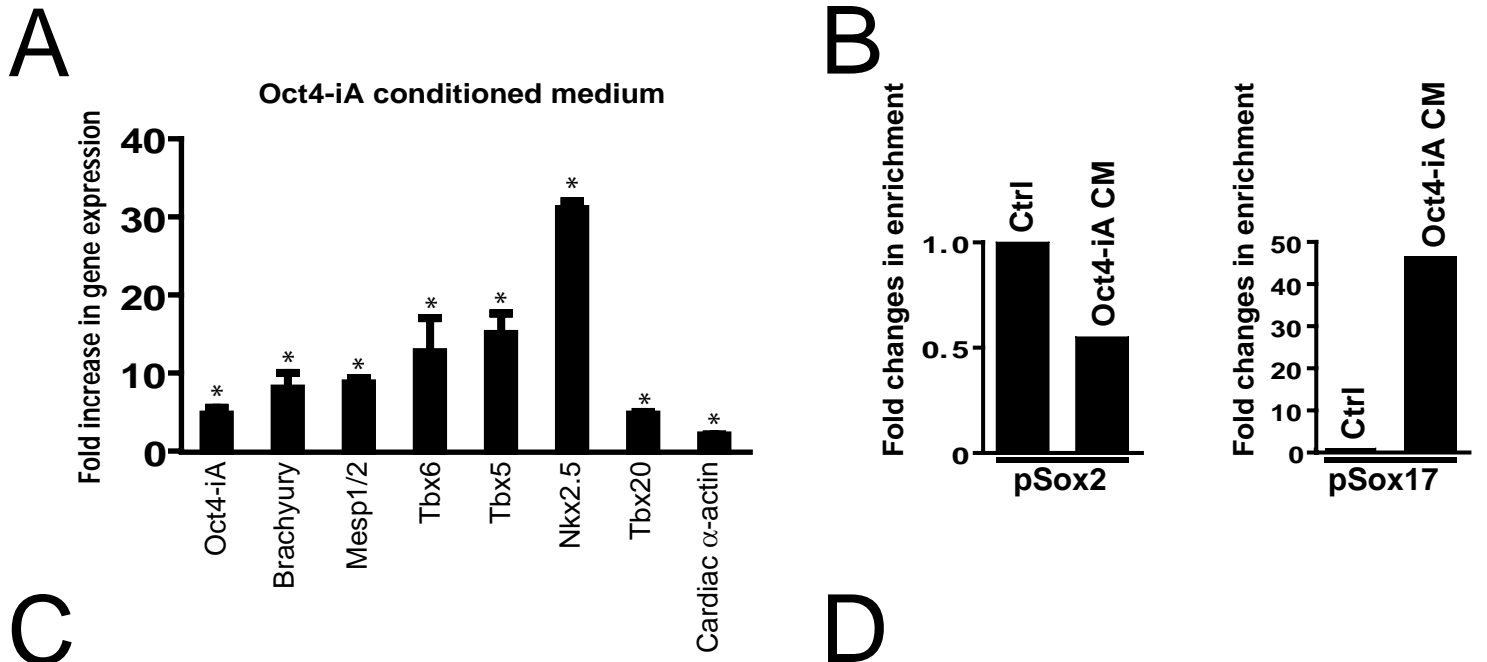 A
Oct4-iA conditioned medium
Fold increase in gene expression
40
30
20
10
0
*
*
*
*
*
*
*
*
Oct4-iA
Brachyury
Mesp1/2
Tbx6
Tbx5
Nkx2.5
Tbx20
Cardiac α-actin
B
Fold changes in enrichment
1.0
0.5
0
Ctrl
Oct4-iA CM
pSox2
Fold changes in enrichment
50
40
30
20
10
0
Ctrl
Oct4-iA CM
pSox17
C
D